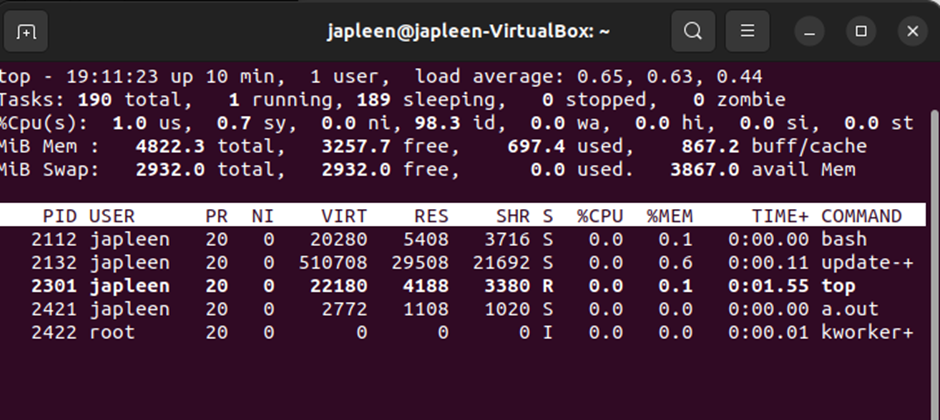 japleen@japleen-VirtualBox: ~
top - 19:11:23 up 10 min,  1 user,  load average: 0.65, 0.63, 0.44
Tasks: 190 total,   1 running, 189 sleeping,   0 stopped,   0 zombie
%Cpu(s):  1.0 us,  0.7 sy,  0.0 ni, 98.3 id,  0.0 wa,  0.0 hi,  0.0 si,  0.0 st
MiB Mem :   4822.3 total,   3257.7 free,    697.4 used,    867.2 buff/cache
MiB Swap:   2932.0 total,   2932.0 free,      0.0 used.   3867.0 avail Mem
PID USER      PR  NI    VIRT    RES    SHR S  %CPU  %MEM     TIME+ COMMAND
2112 japleen   20   0   20280   5408   3716 S   0.0   0.1   0:00.00 bash
2132 japleen   20   0  510708  29508  21692 S   0.0   0.6   0:00.11 update-+
2301 japleen   20   0   22180   4188   3380 R   0.0   0.1   0:01.55 top
2421 japleen   20   0    2772   1108   1020 S   0.0   0.0   0:00.00 a.out
2422 root      20   0       0      0      0 I   0.0   0.0   0:00.01 kworker+